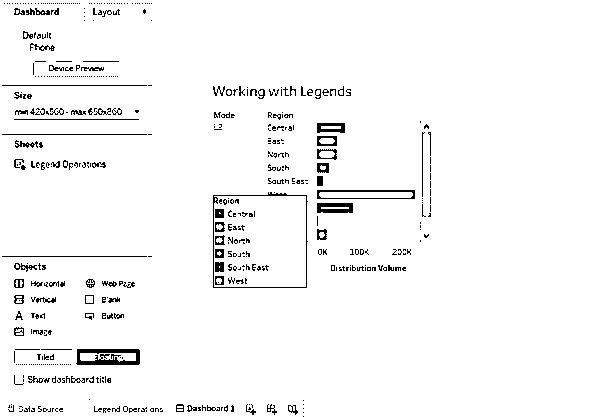 Dashboard Layout
Default
Phone
Device Preview
Size
min 420x560 - max 650x860
Sheets
Legend Operations
Objects
Horizontal Web Page
Vertical Blank
Text Button
Image
Tiled Floating
Show dashboard title
Working with Legends
Mode Region
Central
East
North
South
South East
West
0K 100K 200K
Distribution Volume
Region
Central
East
North
South
South East
West
Data Source Legend Operations Dashboard 1